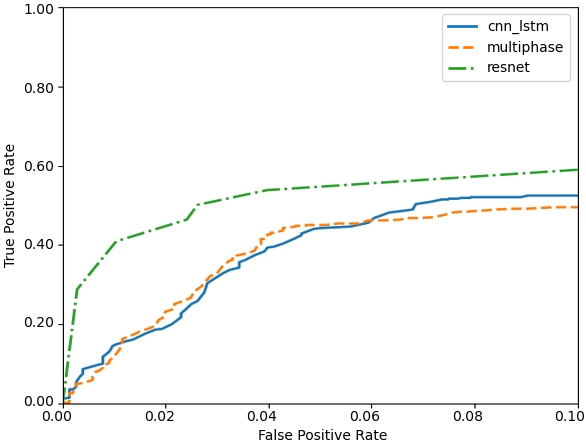 1.00
0.80
0.60
0.40
0.20
0.00
True Positive Rate
cnn_lstm
multiphase
resnet
0.00 0.02 0.04 0.06 0.08 0.10
False Positive Rate